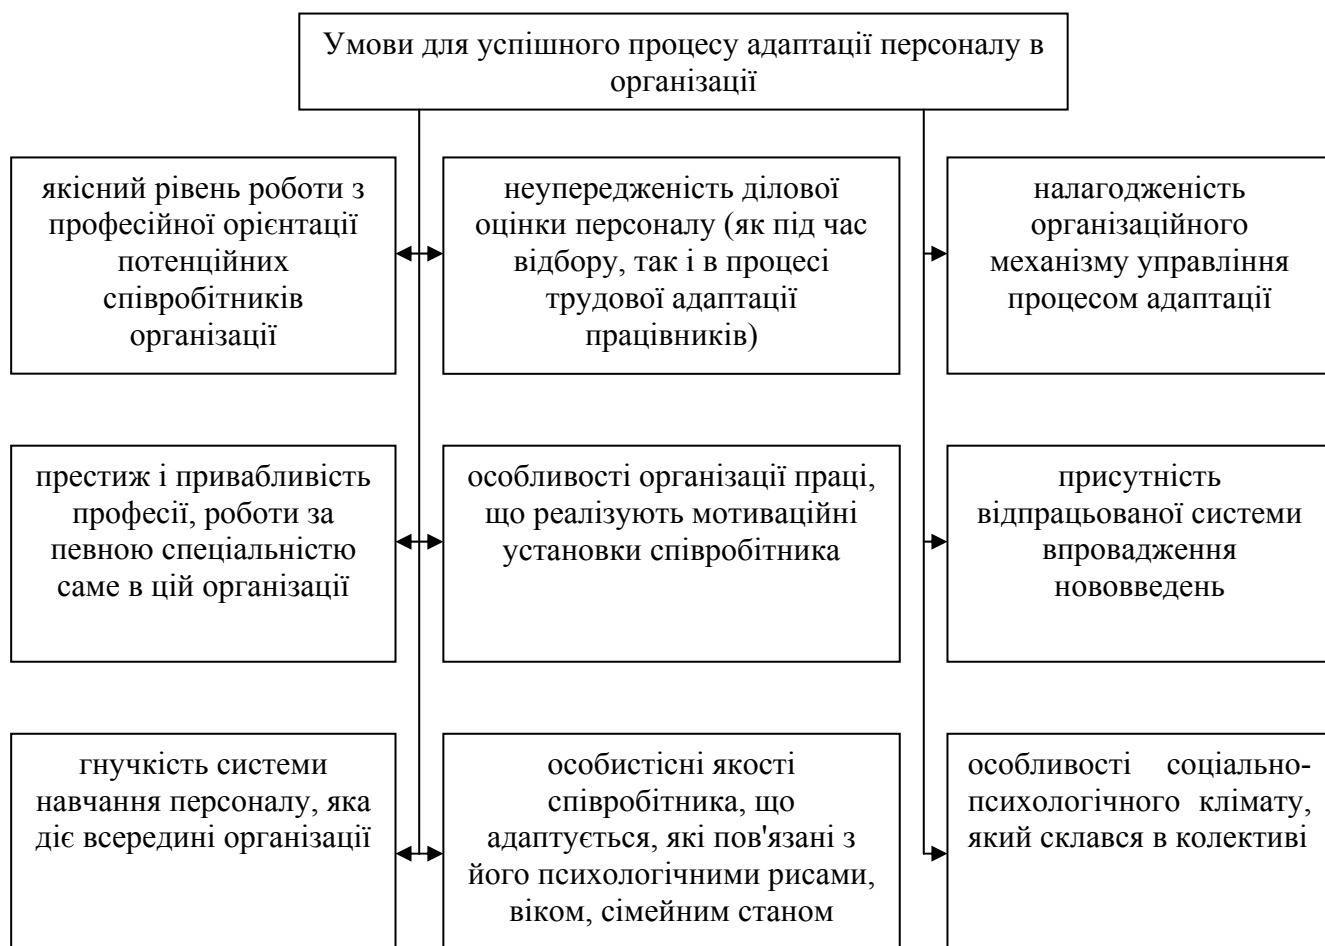 Умови для успішного процесу адаптації персоналу в
організації
якісний рівень роботи з
професійної орієнтації
потенційних
співробітників
організації
неупередженість ділової
оцінки персоналу (як під час
відбору, так і в процесі
трудової адаптації
працівників)
налагодженість
організаційного
механізму управління
процесом адаптації
престиж і привабливість
професії, роботи за
певною спеціальністю
саме в цій організації
особливості організації праці,
що реалізують мотиваційні
установки співробітника
присутність
відпрацьованої системи
впровадження
нововведень
гнучкість системи
навчання персоналу, яка
діє всередині організації
особистісні якості
співробітника, що
адаптується, які пов'язані з
його психологічними рисами,
віком, сімейним станом
особливості соціально-
психологічного клімату,
який склався в колективі